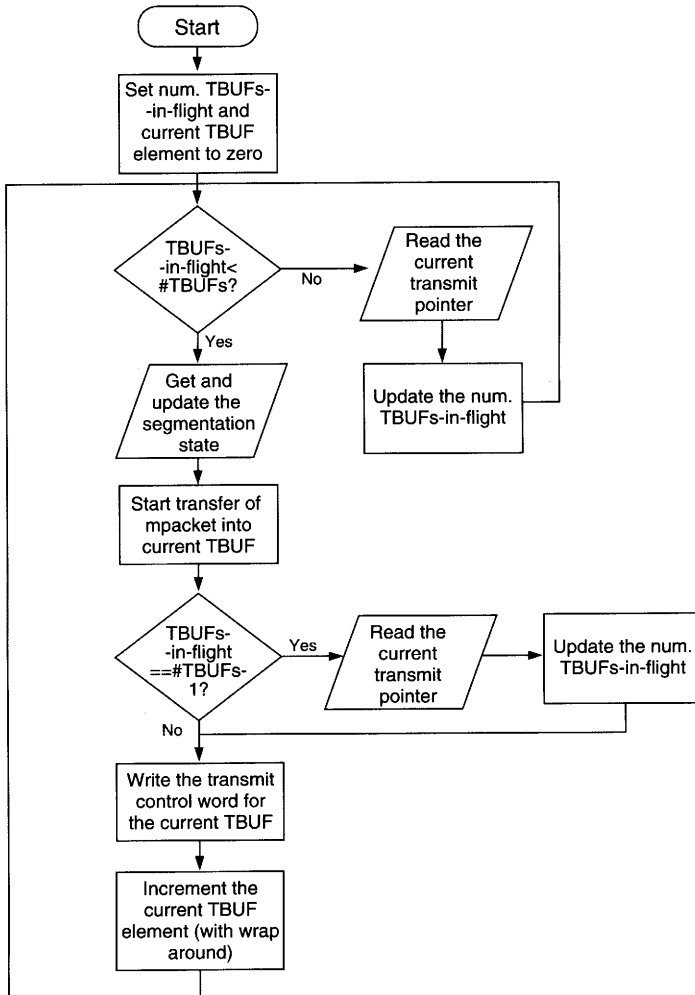 Start
Set num. TBUFs-
-in-flight and
current TBUF
element to zero
TBUFs-
-in-flight<
#TBUFs?
No
Read the
current
transmit
pointer
Yes
Update the num.
TBUFs-in-flight
Get and
update the
segmentation
state
Start transfer of
mpacket into
current TBUF
TBUFs-
-in-flight
==#TBUFs-
1?
Yes
Read the
current
transmit
pointer
Update the num.
TBUFs-in-flight
No
Write the transmit
control word for
the current TBUF
Increment the
current TBUF
element (with wrap
around)